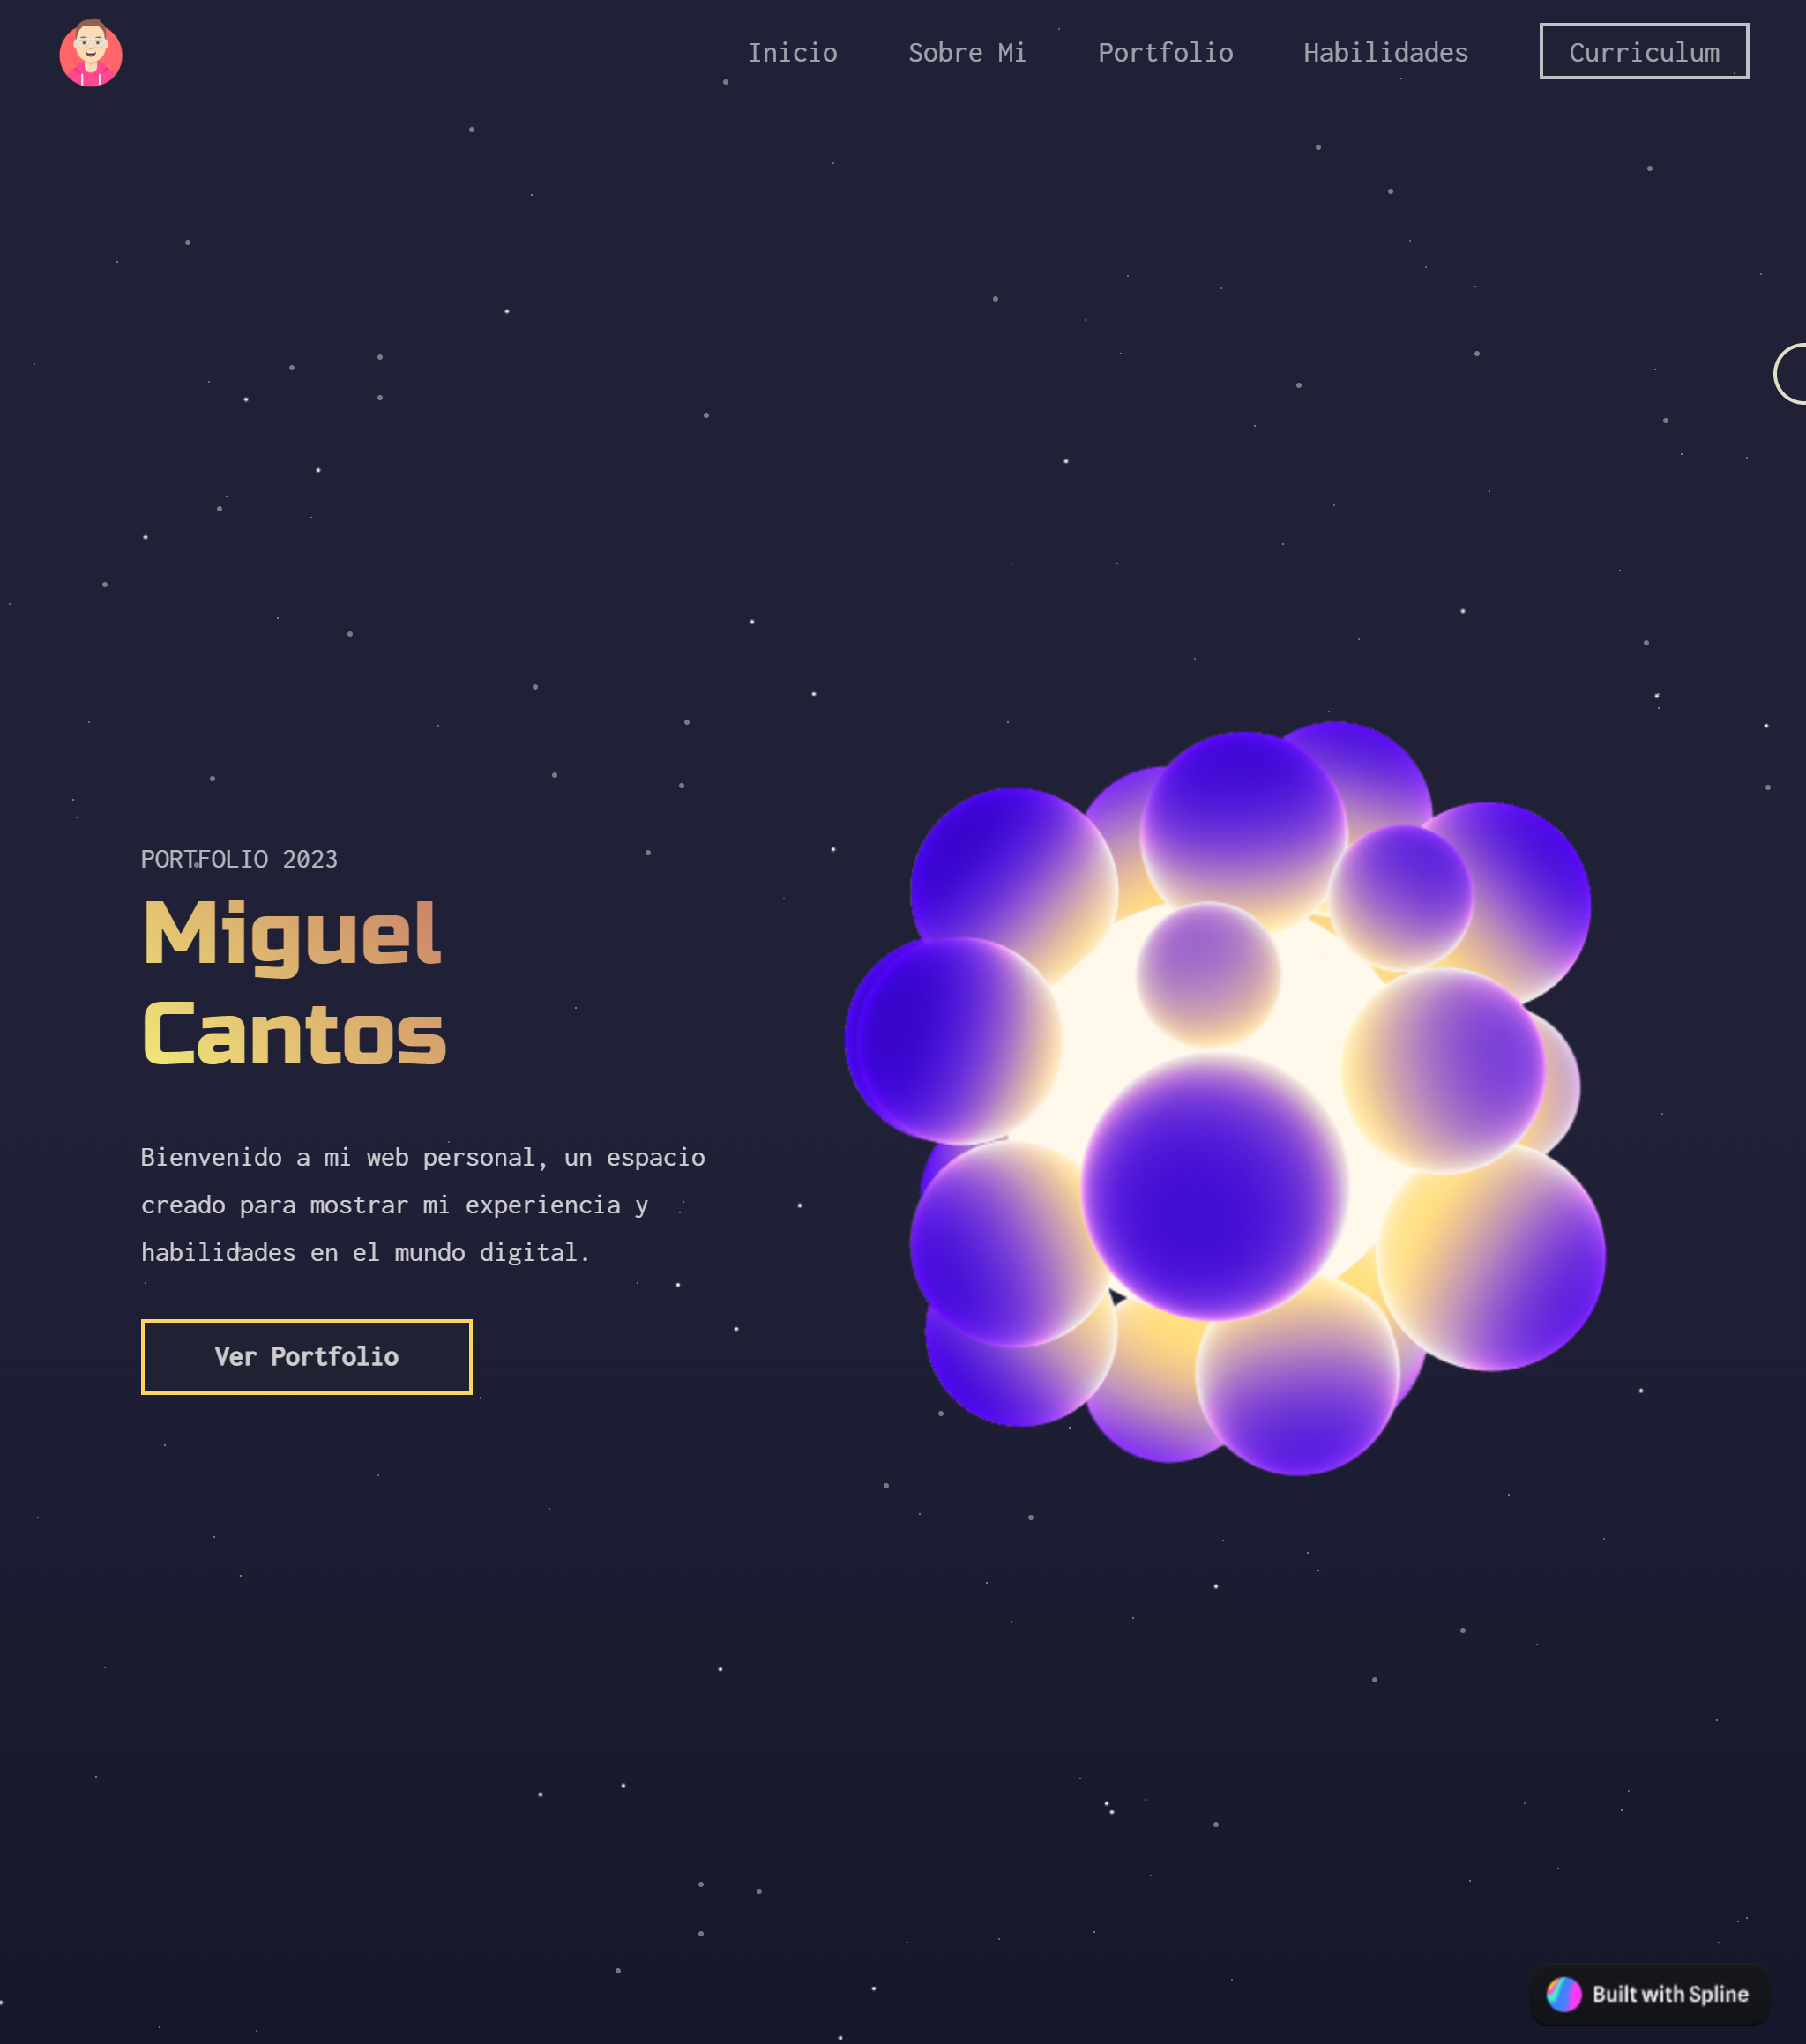 Inicio
Sobre Mi
Portfolio
Habilidades
Curriculum
PORTFOLIO 2023
Miguel
Cantos
Bienvenido a mi web personal, un espacio
creado para mostrar mi experiencia y
habilidades en el mundo digital.
Ver Portfolio
Built with Spline